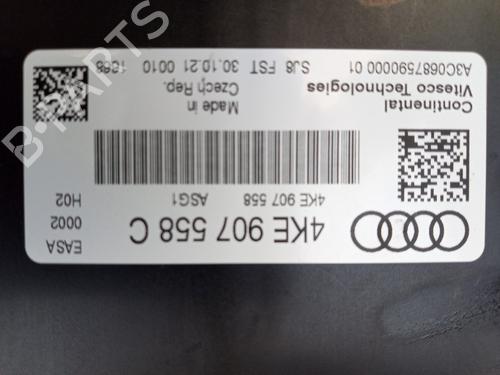 4KE 907 558 C
EASA
0002
H02
4KE 907 558
ASG1
Continental
Vitesco Technologies
Made in
Czech Rep.
A3C0687590000 01
SJ8 FST 30.10.21 0010 1868
B-PARTS